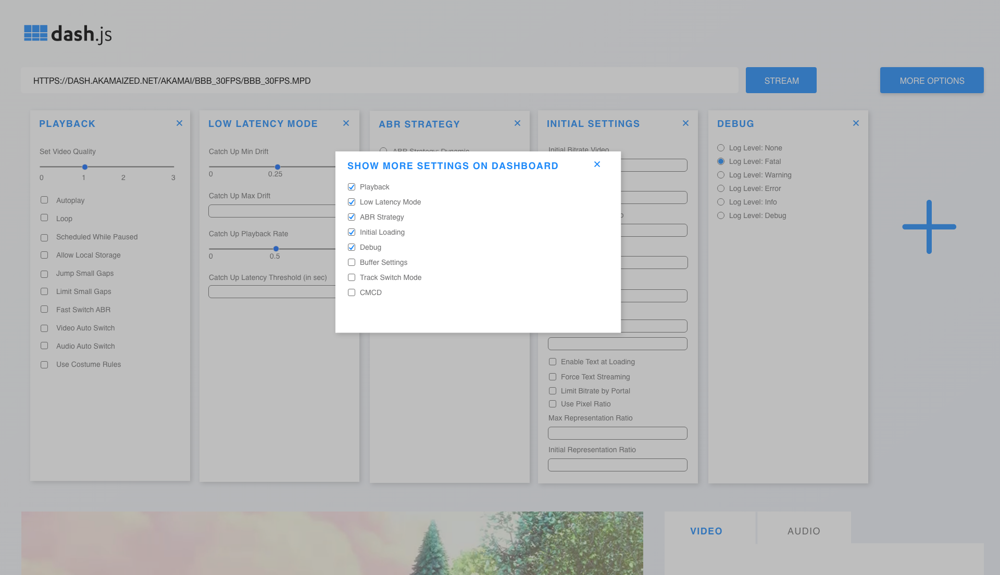 dash.js
HTTPS://DASH.AKAMAIZED.NET/AKAMAI/BBB_30FPS/BBB_30FPS.MPD
STREAM
MORE OPTIONS
PLAYBACK
Set Video Quality
0 1 2 3
Autoplay
Loop
Scheduled While Paused
Allow Local Storage
Jump Small Gaps
Limit Small Gaps
Fast Switch ABR
Video Auto Switch
Audio Auto Switch
Use Costume Rules
LOW LATENCY MODE
Catch Up Min Drift
0 0.25
Catch Up Max Drift
Catch Up Playback Rate
0 0.5
Catch Up Latency Threshold (in sec)
ABR STRATEGY
ABR Strategy: Dynamic
SHOW MORE SETTINGS ON DASHBOARD
Playback
Low Latency Mode
ABR Strategy
Initial Loading
Debug
Buffer Settings
Track Switch Mode
CMCD
INITIAL SETTINGS
Initial Bitrate Video
Enable Text at Loading
Force Text Streaming
Limit Bitrate by Portal
Use Pixel Ratio
Max Representation Ratio
Initial Representation Ratio
DEBUG
Log Level: None
Log Level: Fatal
Log Level: Warning
Log Level: Error
Log Level: Info
Log Level: Debug
VIDEO
AUDIO